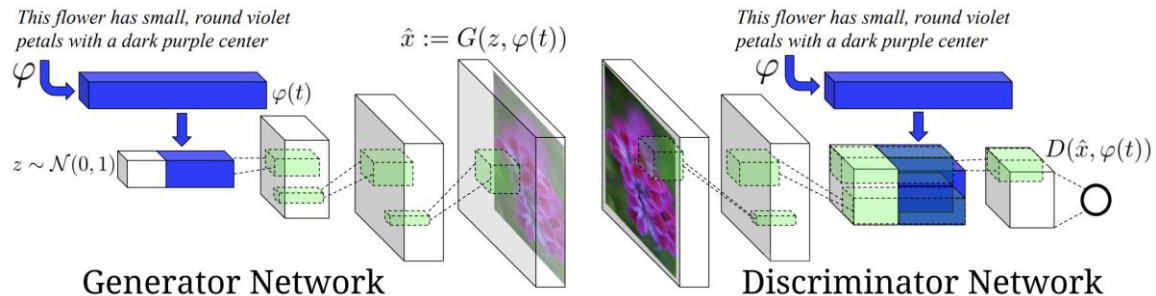 This flower has small, round violet
petals with a dark purple center
φ
φ(t)
z ∼ 𝒩(0, 1)
x̂ := G(z, φ(t))
Generator Network
This flower has small, round violet
petals with a dark purple center
φ
D(x̂, φ(t))
Discriminator Network